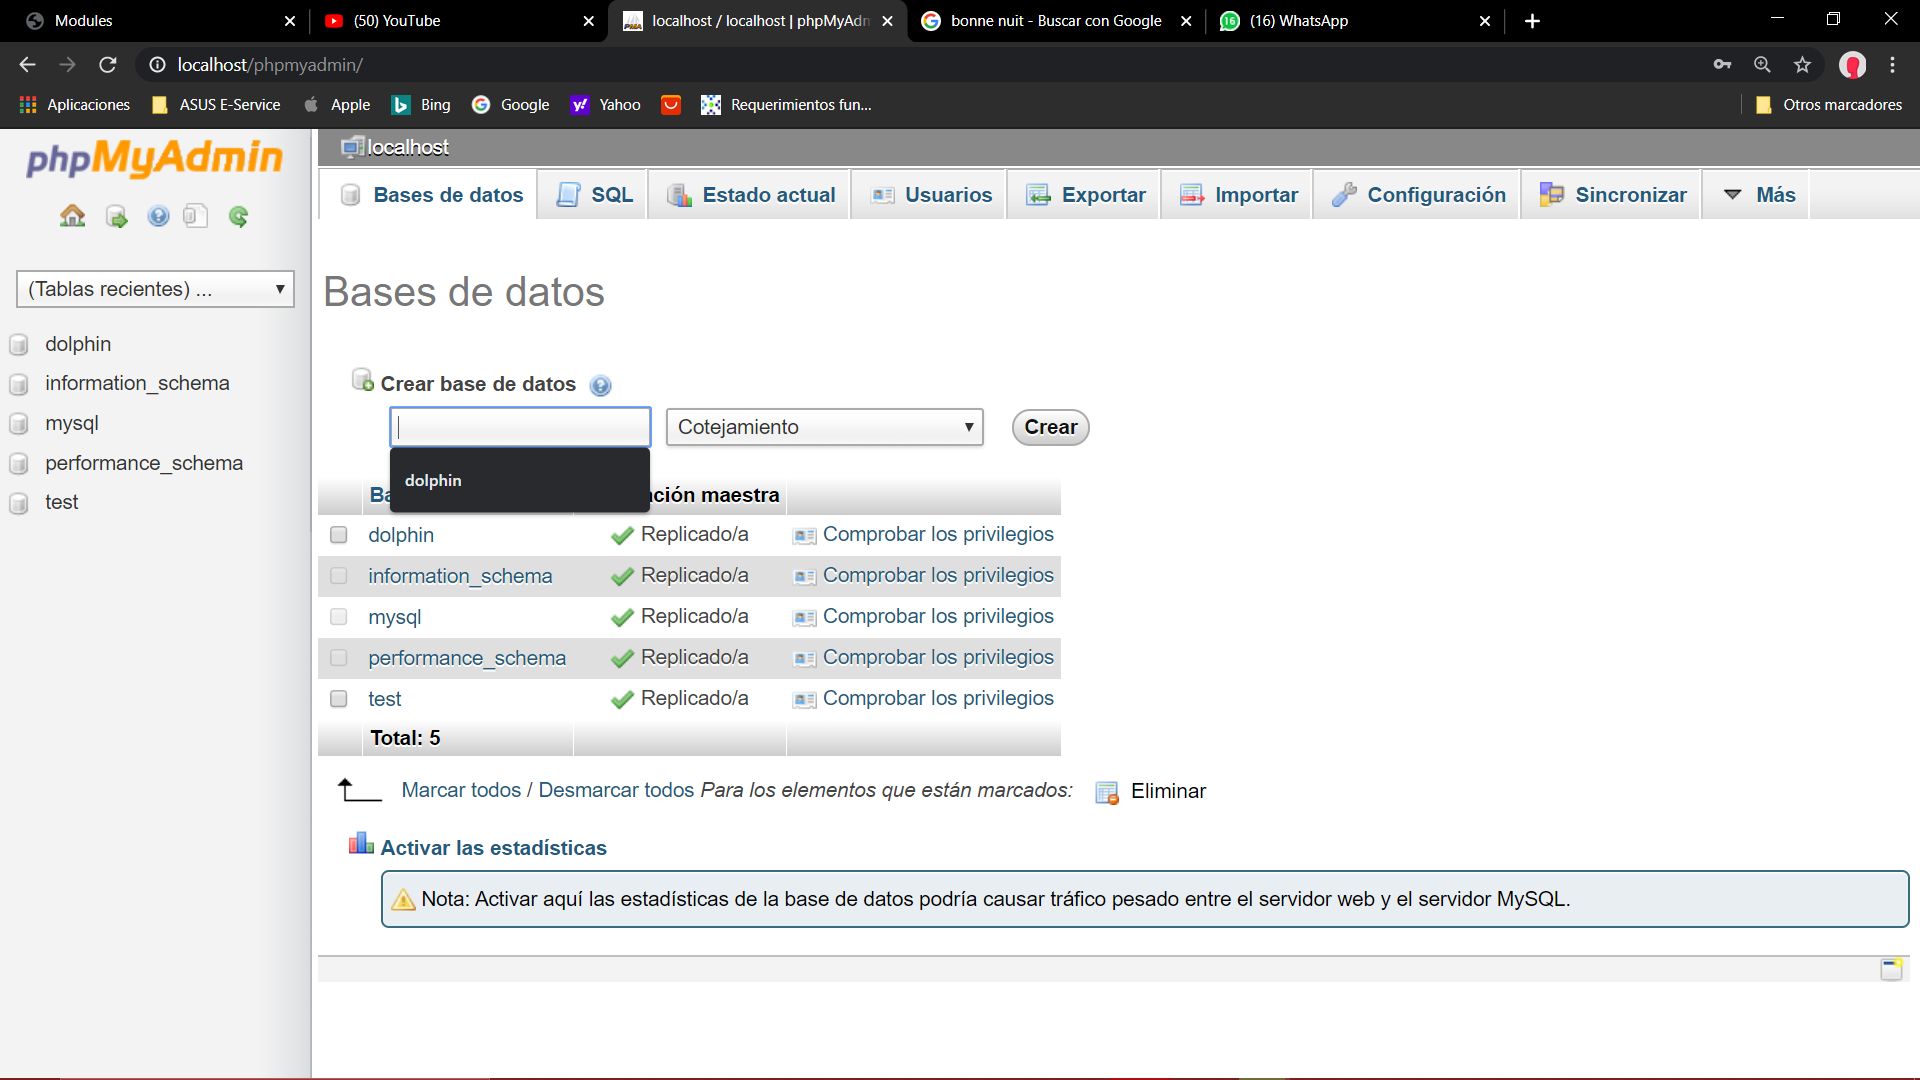 Modules
(50) YouTube
localhost / localhost | phpMyAdm
bonne nuit - Buscar con Google
16
(16) WhatsApp
localhost/phpmyadmin/
Aplicaciones
ASUS E-Service
Apple
Bing
Google
Yahoo
Requerimientos fun...
Otros marcadores
phpMyAdmin
(Tablas recientes) ...
dolphin
information_schema
mysql
performance_schema
test
localhost
Bases de datos
SQL
Estado actual
Usuarios
Exportar
Importar
Configuración
Sincronizar
Más
Bases de datos
Crear base de datos
Cotejamiento
Crear
dolphin
Ba
ación maestra
dolphin Replicado/a Comprobar los privilegios
information_schema Replicado/a Comprobar los privilegios
mysql Replicado/a Comprobar los privilegios
performance_schema Replicado/a Comprobar los privilegios
test Replicado/a Comprobar los privilegios
Total: 5
Marcar todos / Desmarcar todos Para los elementos que están marcados: Eliminar
Activar las estadísticas
Nota: Activar aquí las estadísticas de la base de datos podría causar tráfico pesado entre el servidor web y el servidor MySQL.